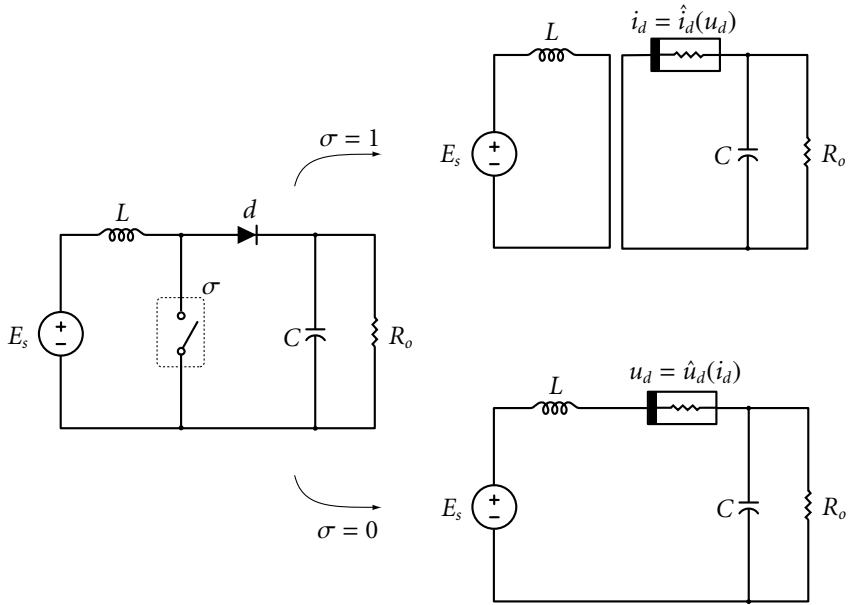 L
d
σ
E_s
C
R_o
σ = 1
σ = 0
i_d = î_d(u_d)
L
E_s
C
R_o
u_d = û_d(i_d)
L
E_s
C
R_o